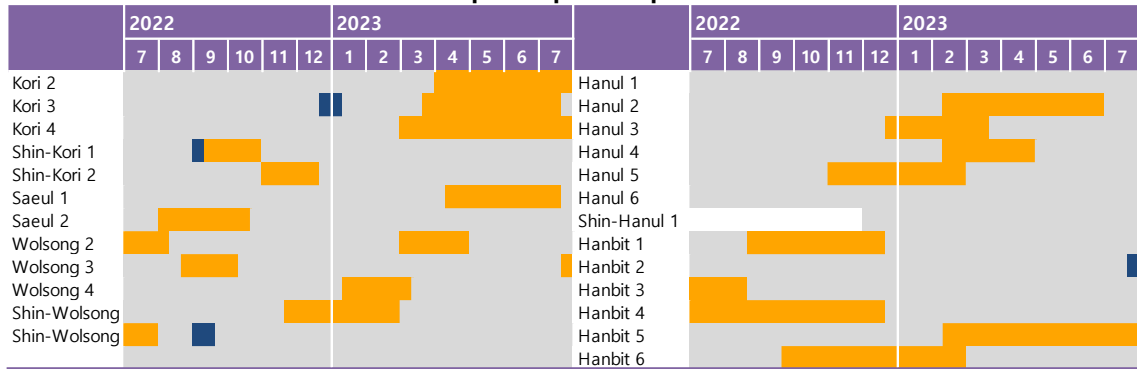 2022 2023 2022 2023
7 8 9 10 11 12 1 2 3 4 5 6 7 7 8 9 10 11 12 1 2 3 4 5 6 7
Kori 2 Hanul 1
Kori 3 Hanul 2
Kori 4 Hanul 3
Shin-Kori 1 Hanul 4
Shin-Kori 2 Hanul 5
Saeul 1 Hanul 6
Saeul 2 Shin-Hanul 1
Wolsong 2 Hanbit 1
Wolsong 3 Hanbit 2
Wolsong 4 Hanbit 3
Shin-Wolsong Hanbit 4
Shin-Wolsong Hanbit 5
Hanbit 6